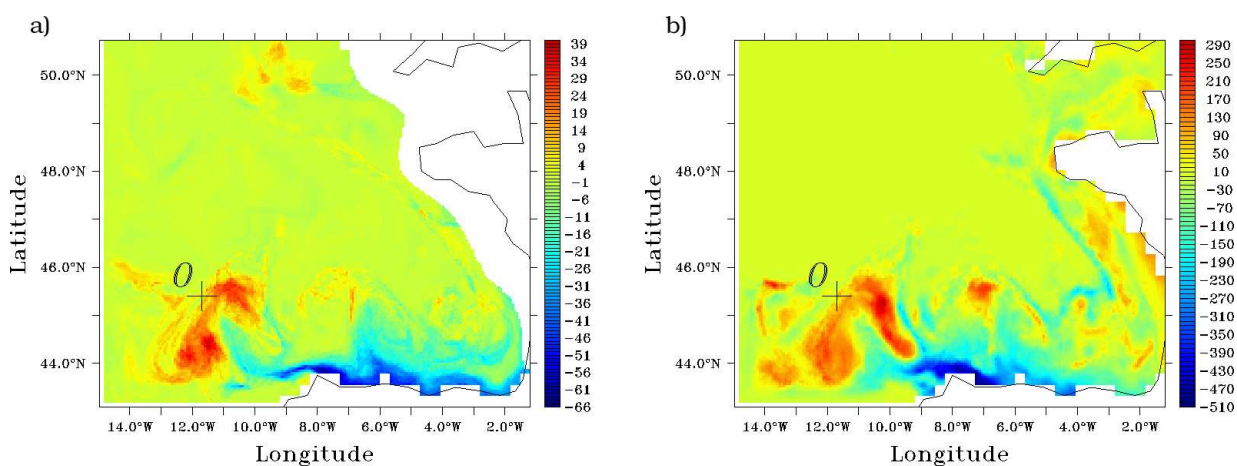 a)
Latitude
50.0°N
48.0°N
46.0°N
44.0°N
O
14.0°W 12.0°W 10.0°W 8.0°W 6.0°W 4.0°W 2.0°W
Longitude
39
34
29
24
19
14
9
4
-1
-6
-11
-16
-21
-26
-31
-36
-41
-46
-51
-56
-61
-66
b)
Latitude
50.0°N
48.0°N
46.0°N
44.0°N
O
14.0°W 12.0°W 10.0°W 8.0°W 6.0°W 4.0°W 2.0°W
Longitude
290
250
210
170
130
90
50
10
-30
-70
-110
-150
-190
-230
-270
-310
-350
-390
-430
-470
-510